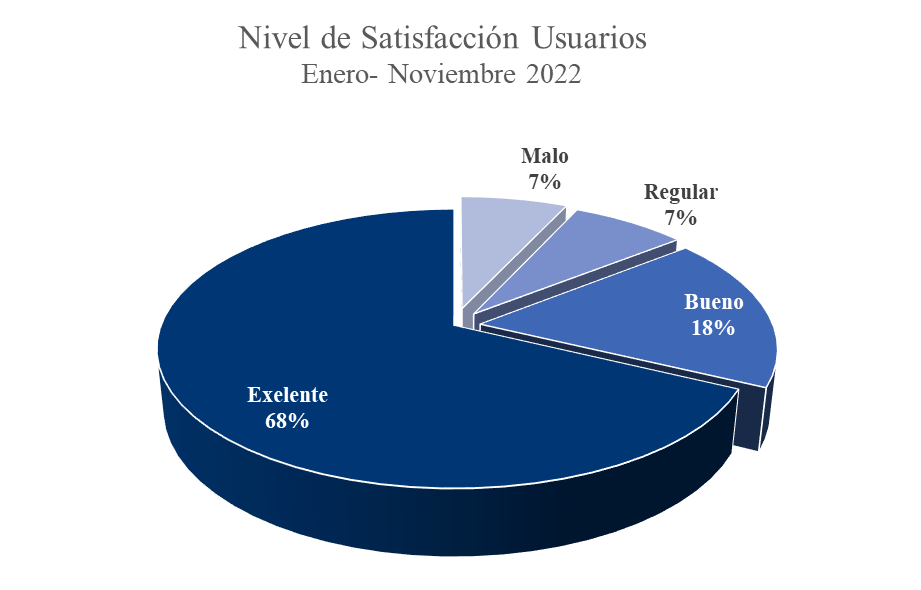 Nivel de Satisfacción Usuarios
Enero- Noviembre 2022
Malo
7%
Regular
7%
Bueno
18%
Exelente
68%